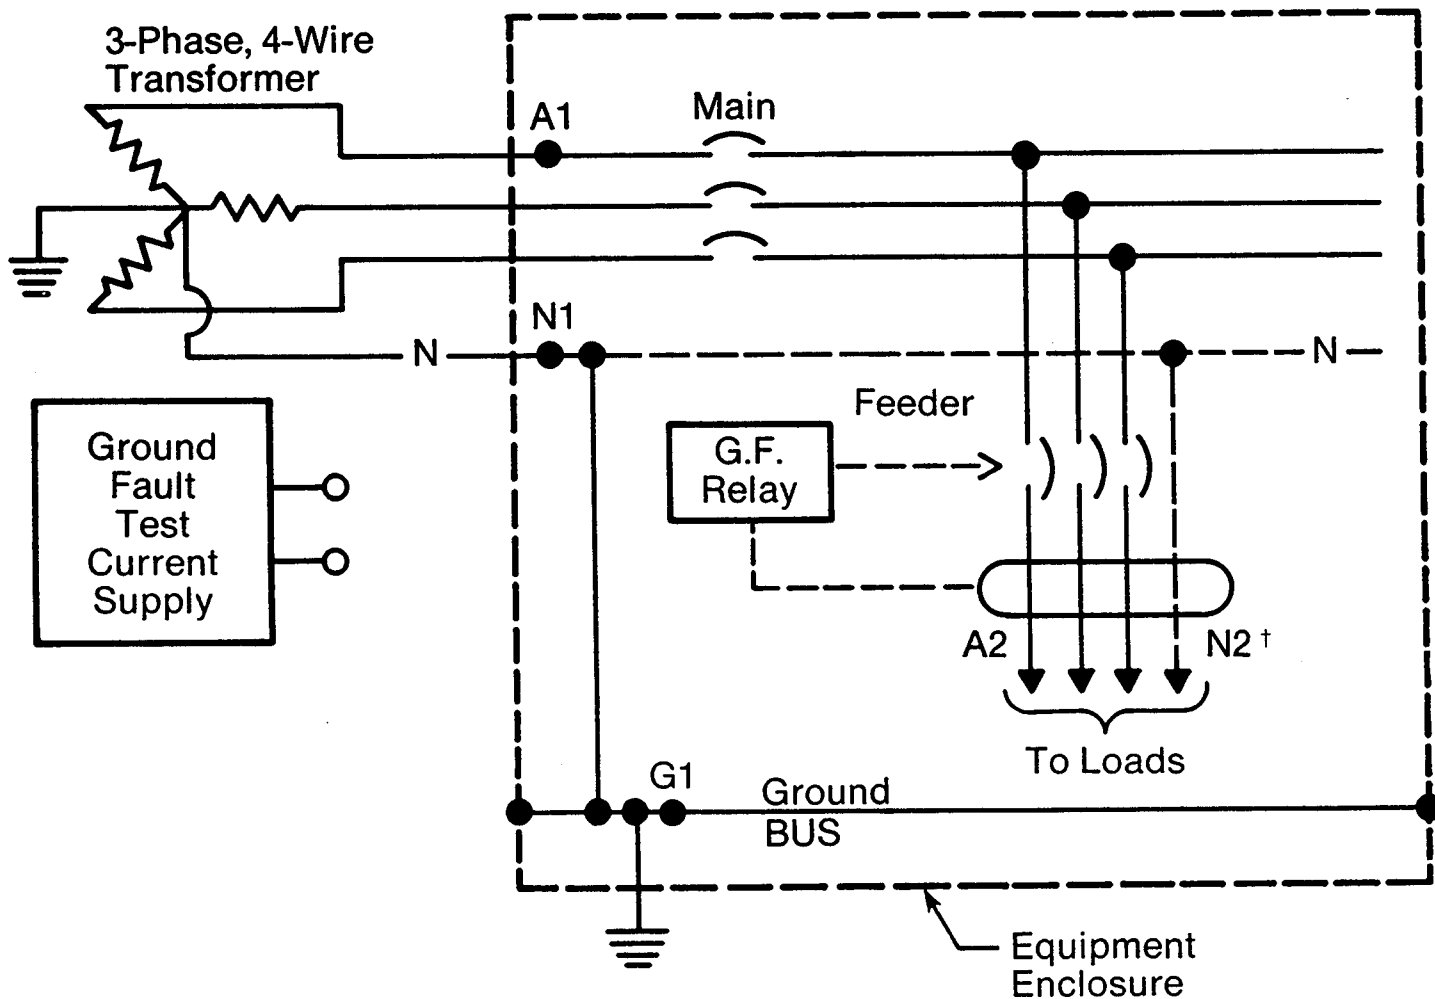 3-Phase, 4-Wire
Transformer
A1
Main
N1
N
N
Feeder
G.F.
Relay
Ground
Fault
Test
Current
Supply
A2
N2 †
To Loads
G1
Ground
BUS
Equipment
Enclosure